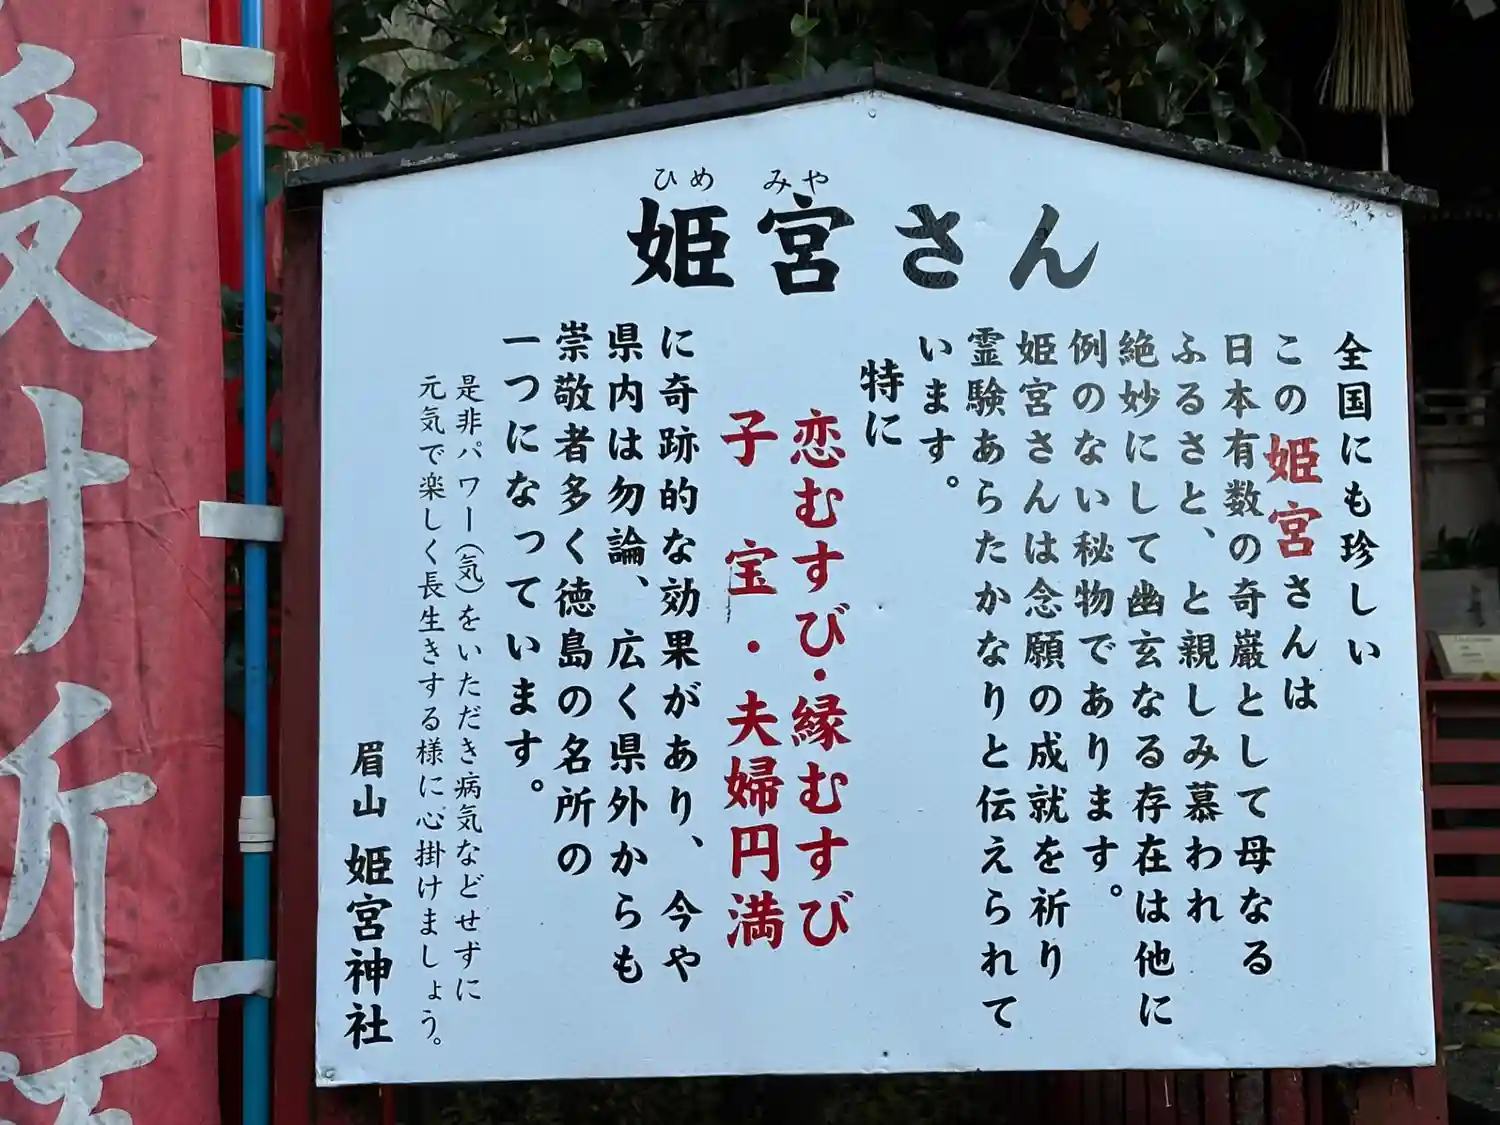 ひめ みや
姫宮さん
全国にも珍しい
この姫宮さんは
日本有数の奇巌として母なる
ふるさと、と親しみ慕われ
絶妙にして幽玄なる存在は他に
例のない秘物であります。
姫宮さんは念願の成就を祈り
霊験あらたかなりと伝えられて
います。
特に
恋むすび・縁むすび
子宝・夫婦円満
に奇跡的な効果があり、今や
県内は勿論、広く県外からも
崇敬者多く徳島の名所の
一つになっています。
是非パワー(気)をいただき病気などせずに
元気で楽しく長生きする様に心掛けましょう。
眉山 姫宮神社